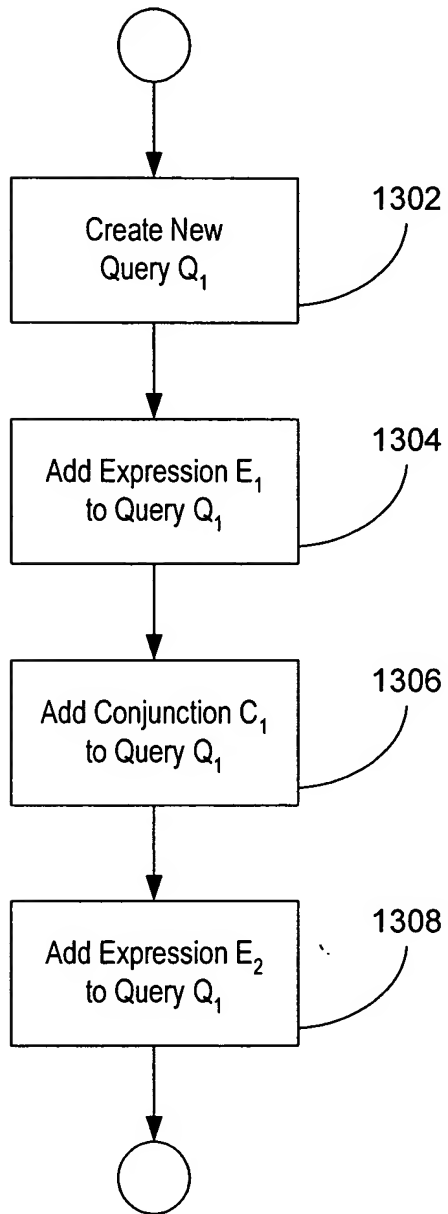 Create New
Query Q₁
1302
Add Expression E₁
to Query Q₁
1304
Add Conjunction C₁
to Query Q₁
1306
Add Expression E₂
to Query Q₁
1308